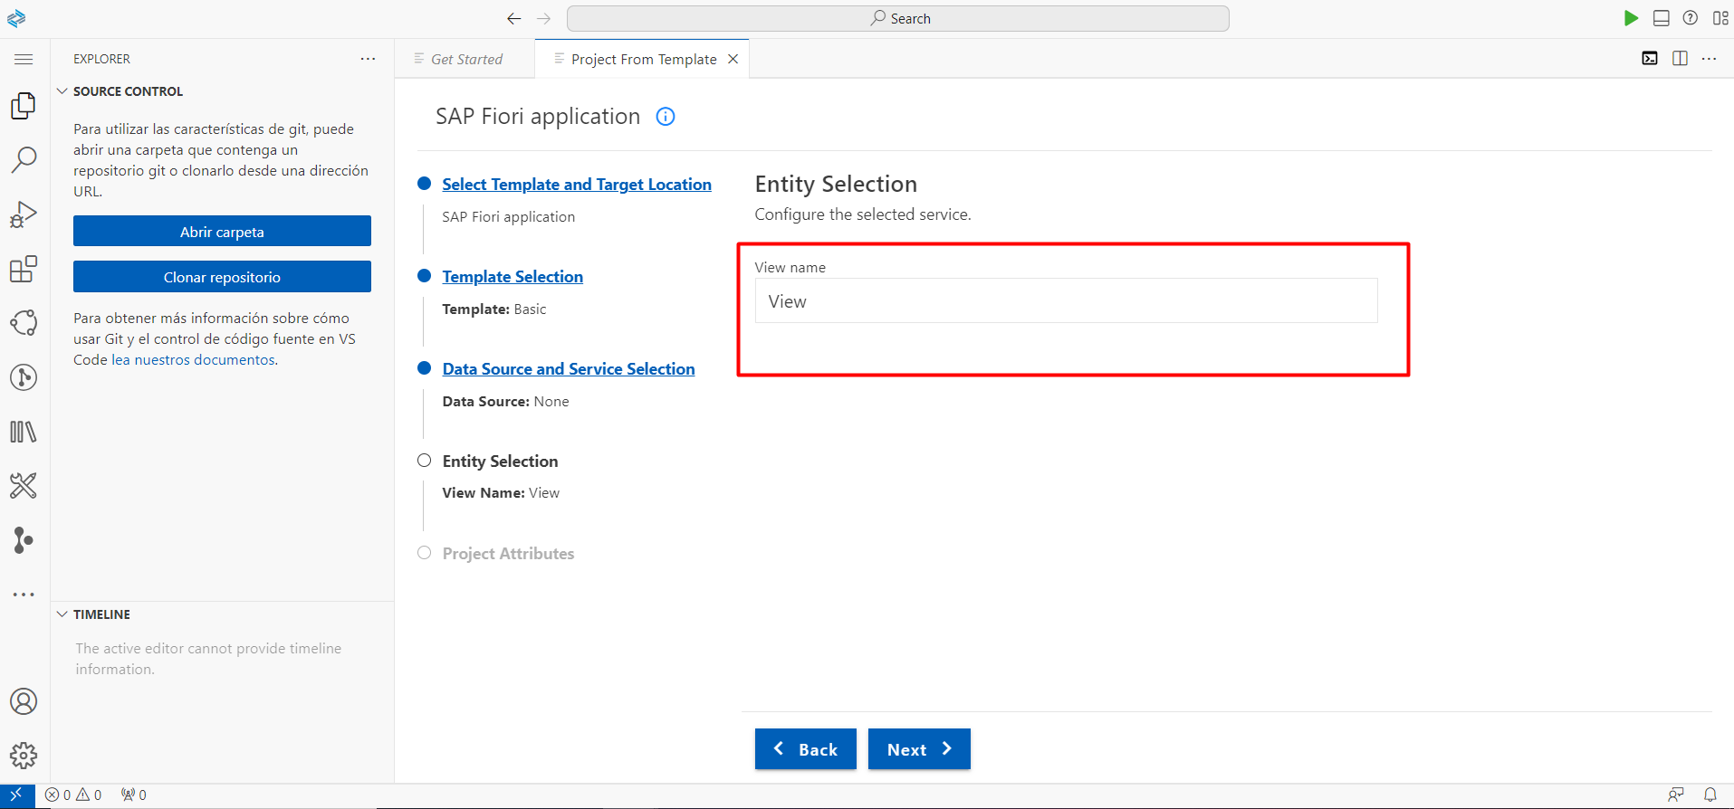 Search
EXPLORER
Get Started
Project From Template
SOURCE CONTROL
Para utilizar las características de git, puede
abrir una carpeta que contenga un
repositorio git o clonarlo desde una dirección
URL.
Abrir carpeta
Clonar repositorio
Para obtener más información sobre cómo
usar Git y el control de código fuente en VS
Code lea nuestros documentos.
TIMELINE
The active editor cannot provide timeline
information.
SAP Fiori application
Select Template and Target Location
SAP Fiori application
Template Selection
Template: Basic
Data Source and Service Selection
Data Source: None
Entity Selection
View Name: View
Project Attributes
Entity Selection
Configure the selected service.
View name
View
Back
Next
0 0 0